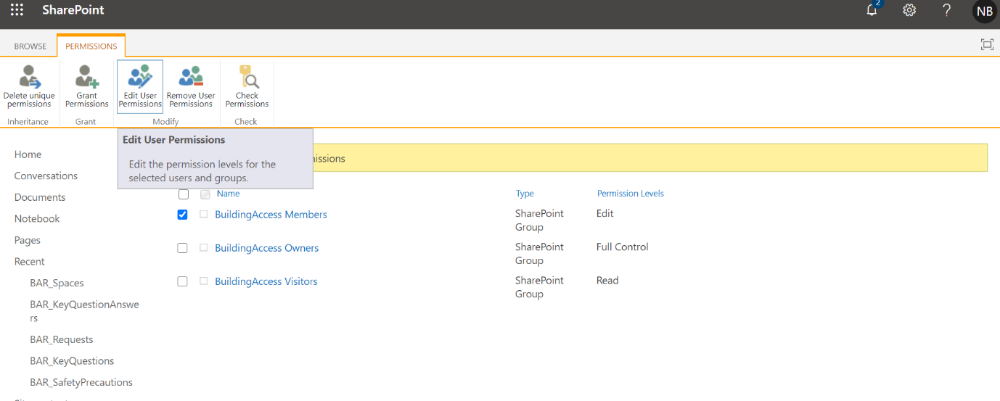 SharePoint
2
NB
BROWSE
PERMISSIONS
Delete unique
permissions
Grant
Permissions
Edit User
Permissions
Remove User
Permissions
Check
Permissions
Inheritance
Grant
Modify
Check
Edit User Permissions
Edit the permission levels for the
selected users and groups.
issions
Home
Conversations
Documents
Notebook
Pages
Recent
BAR_Spaces
BAR_KeyQuestionAnswe
rs
BAR_Requests
BAR_KeyQuestions
BAR_SafetyPrecautions
Name Type Permission Levels
BuildingAccess Members SharePoint Edit
Group
BuildingAccess Owners SharePoint Full Control
Group
BuildingAccess Visitors SharePoint Read
Group